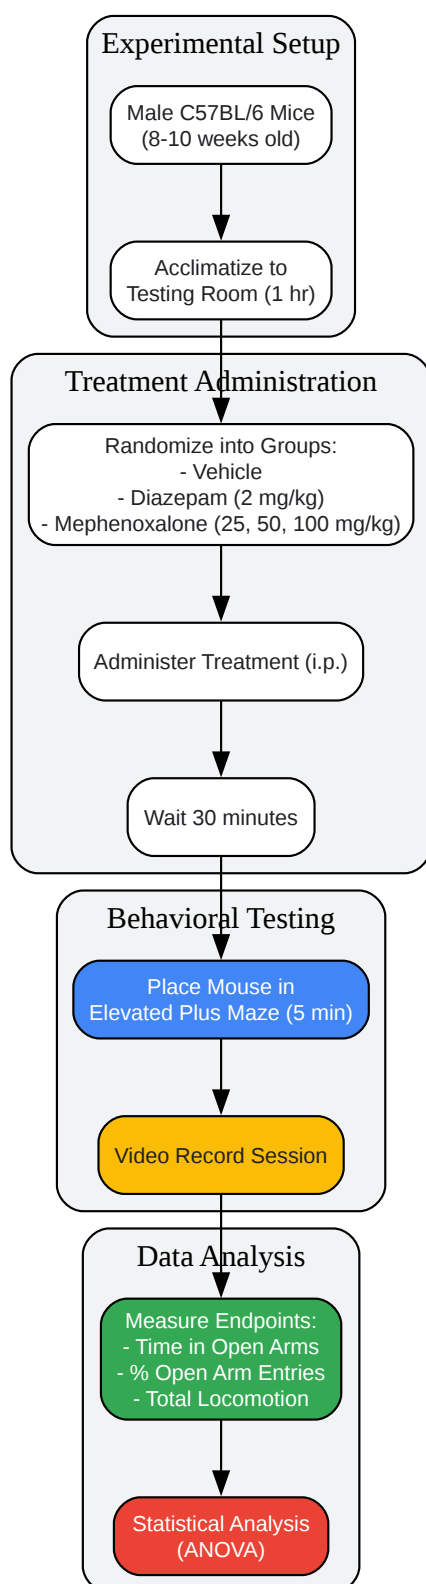 Experimental Setup
Male C57BL/6 Mice
(8-10 weeks old)
Acclimatize to
Testing Room (1 hr)
Treatment Administration
Randomize into Groups:
- Vehicle
- Diazepam (2 mg/kg)
- Mephenoxalone (25, 50, 100 mg/kg)
Administer Treatment (i.p.)
Wait 30 minutes
Behavioral Testing
Place Mouse in
Elevated Plus Maze (5 min)
Video Record Session
Data Analysis
Measure Endpoints:
- Time in Open Arms
- % Open Arm Entries
- Total Locomotion
Statistical Analysis
(ANOVA)